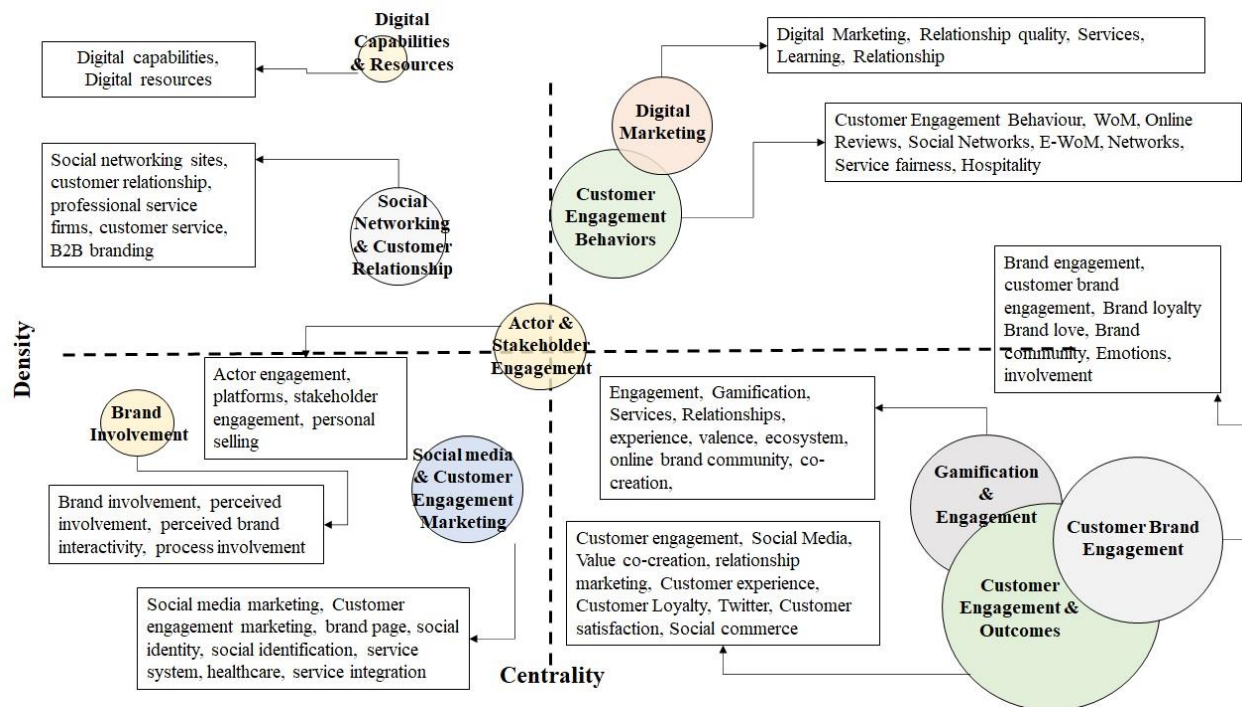 Digital
Capabilities
& Resources
Digital capabilities,
Digital resources
Digital Marketing, Relationship quality, Services,
Learning, Relationship
Digital
Marketing
Customer Engagement Behaviour, WoM, Online
Reviews, Social Networks, E-WoM, Networks,
Service fairness, Hospitality
Social networking sites,
customer relationship,
professional service
firms, customer service,
B2B branding
Social
Networking
& Customer
Relationship
Customer
Engagement
Behaviors
Brand engagement,
customer brand
engagement, Brand loyalty
Brand love, Brand
community, Emotions,
involvement
Actor &
Stakeholder
Engagement
Density
Actor engagement,
platforms, stakeholder
engagement, personal
selling
Engagement, Gamification,
Services, Relationships,
experience, valence, ecosystem,
online brand community, co-
creation,
Brand
Involvement
Social media
& Customer
Engagement
Marketing
Gamification
&
Engagement
Customer Brand
Engagement
Brand involvement, perceived
involvement, perceived brand
interactivity, process involvement
Customer engagement, Social Media,
Value co-creation, relationship
marketing, Customer experience,
Customer Loyalty, Twitter, Customer
satisfaction, Social commerce
Customer
Engagement &
Outcomes
Social media marketing, Customer
engagement marketing, brand page, social
identity, social identification, service
system, healthcare, service integration
Centrality